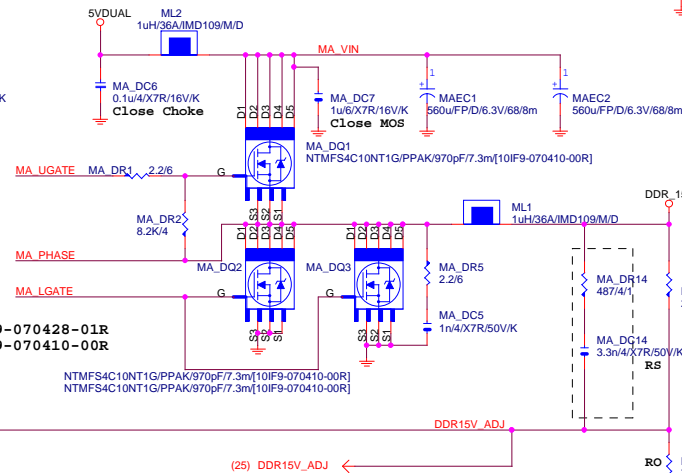 5VDUAL
ML2
1uH/36A/IMD109/M/D
MA_VIN
MA_DC6
0.1u/4/X7R/16V/K
Close Choke
K
MA_DC7
1u/6/X7R/16V/K
Close MOS
1
+
MAEC1
560u/FP/D/6.3V/68/8m
1
+
MAEC2
560u/FP/D/6.3V/68/8m
D1 D2 D3 D4 D5
MA_DQ1
NTMFS4C10NT1G/PPAK/970pF/7.3m/[10IF9-070410-00R]
MA_UGATE
MA_DR1
2.2/6
G
S3 S2 S1
MA_DR2
8.2K/4
ML1
1uH/36A/IMD109/M/D
DDR_15
D1 D2 D3 D4 D5
D1 D2 D3 D4 D5
MA_PHASE
MA_DQ2
MA_DQ3
MA_DR5
2.2/6
MA_DR14
487/4/1
MA_LGATE
G
G
MA_DC5
1n/4/X7R/50V/K
S3 S2 S1
S3 S2 S1
MA_DC14
3.3n/4/X7R/50V/K
RS
9-070428-01R
9-070410-00R
NTMFS4C10NT1G/PPAK/970pF/7.3m/[10IF9-070410-00R]
NTMFS4C10NT1G/PPAK/970pF/7.3m/[10IF9-070410-00R]
DDR15V_ADJ
(25) DDR15V_ADJ
RO